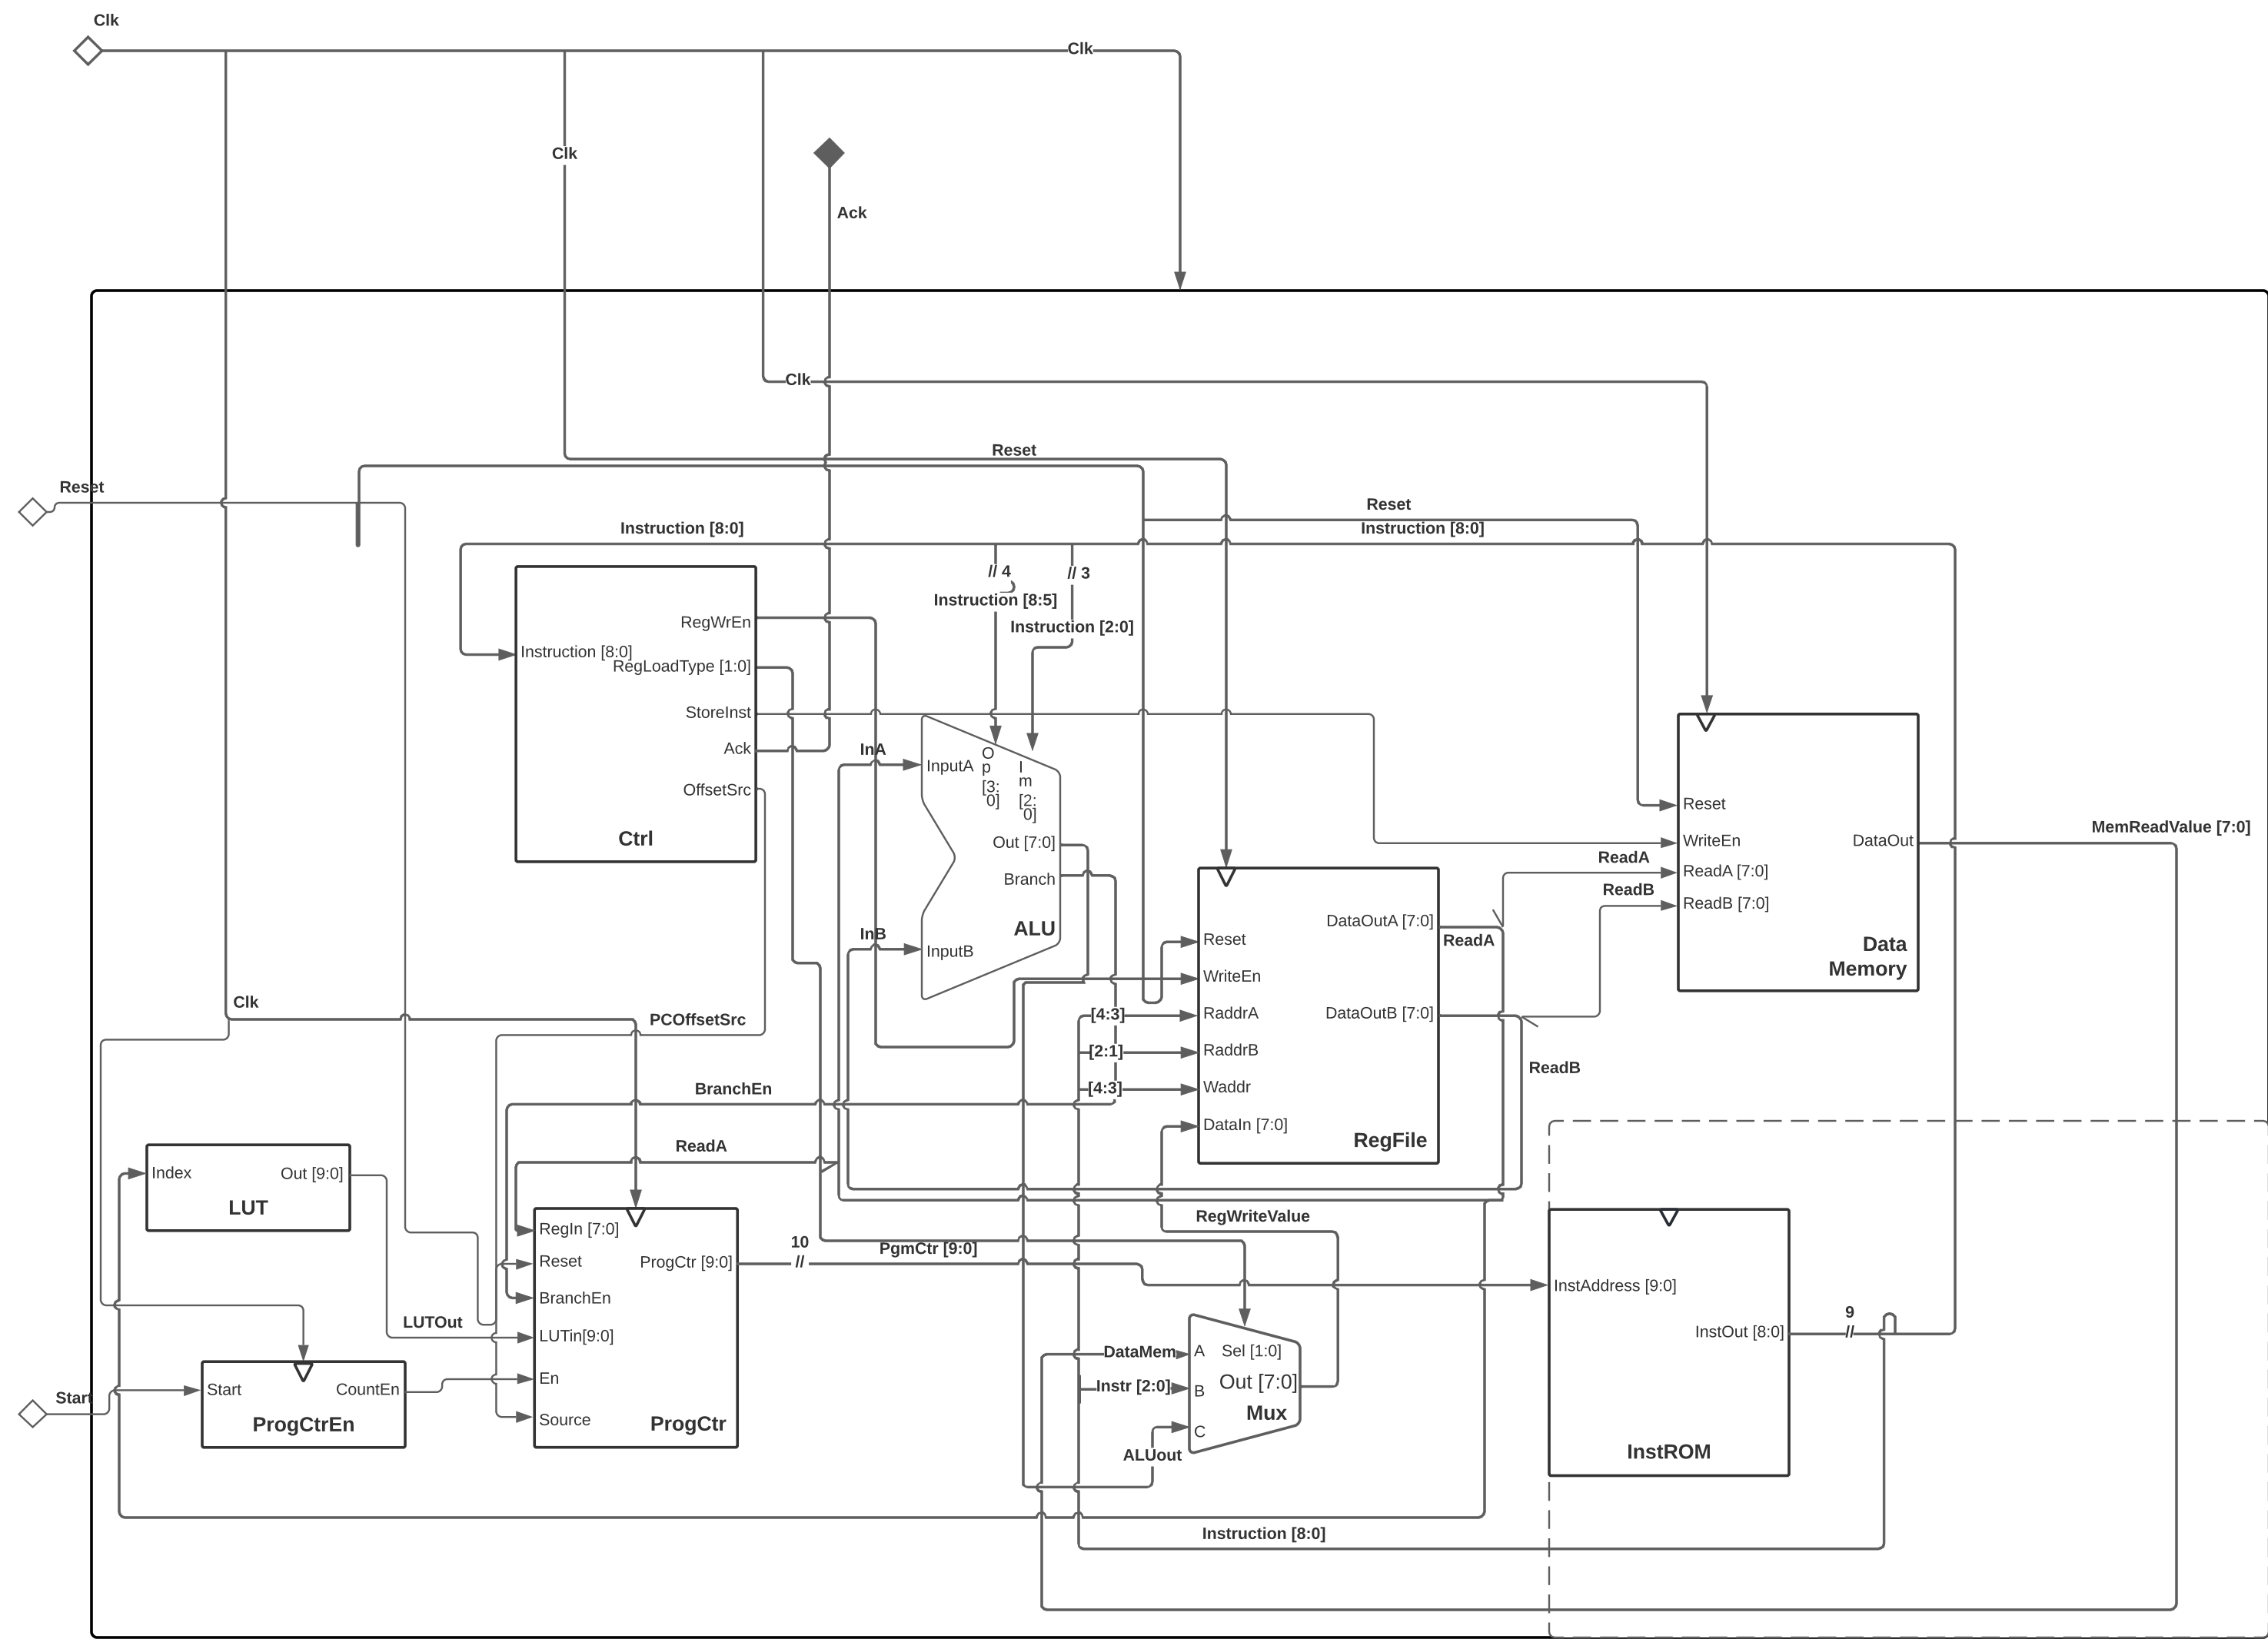 Clk
Clk
Clk
Ack
Clk
Reset
Reset
Reset
Instruction [8:0]
Instruction [8:0]
// 4
// 3
Instruction [8:5]
Instruction [2:0]
RegWrEn
Instruction [8:0]
RegLoadType [1:0]
StoreInst
Ack
OffsetSrc
Ctrl
InA
InputA
O
p
[3:
0]
I
m
[2:
0]
Out [7:0]
Branch
ALU
InB
InputB
Reset
WriteEn
ReadA [7:0]
ReadB [7:0]
DataOut
Data
Memory
MemReadValue [7:0]
ReadA
ReadB
DataOutA [7:0]
ReadA
Reset
WriteEn
RaddrA
DataOutB [7:0]
RaddrB
Waddr
DataIn [7:0]
RegFile
[4:3]
[2:1]
[4:3]
ReadB
Clk
PCOffsetSrc
BranchEn
ReadA
Index
Out [9:0]
LUT
RegIn [7:0]
Reset
ProgCtr [9:0]
BranchEn
LUTin[9:0]
En
Source
ProgCtr
10
//
PgmCtr [9:0]
RegWriteValue
LUTOut
Start
Start
CountEn
ProgCtrEn
DataMem
A
Sel [1:0]
Instr [2:0]
B
Out [7:0]
Mux
C
ALUout
InstAddress [9:0]
InstOut [8:0]
9
//
InstROM
Instruction [8:0]